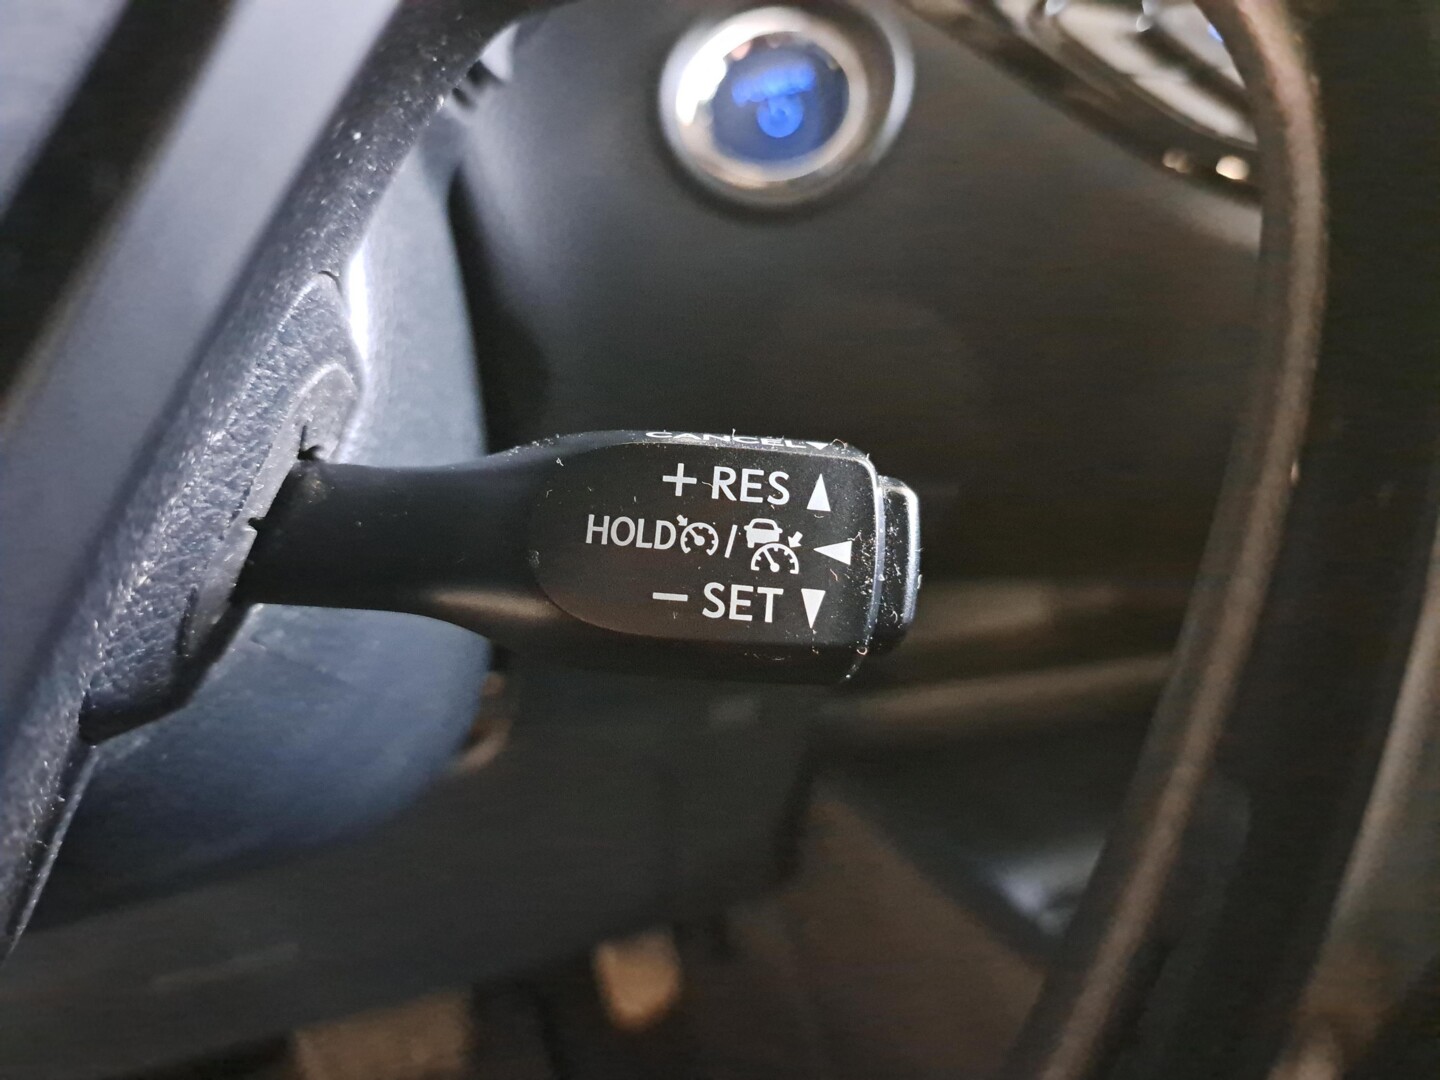 CANCEL
+ RES
HOLD /
− SET